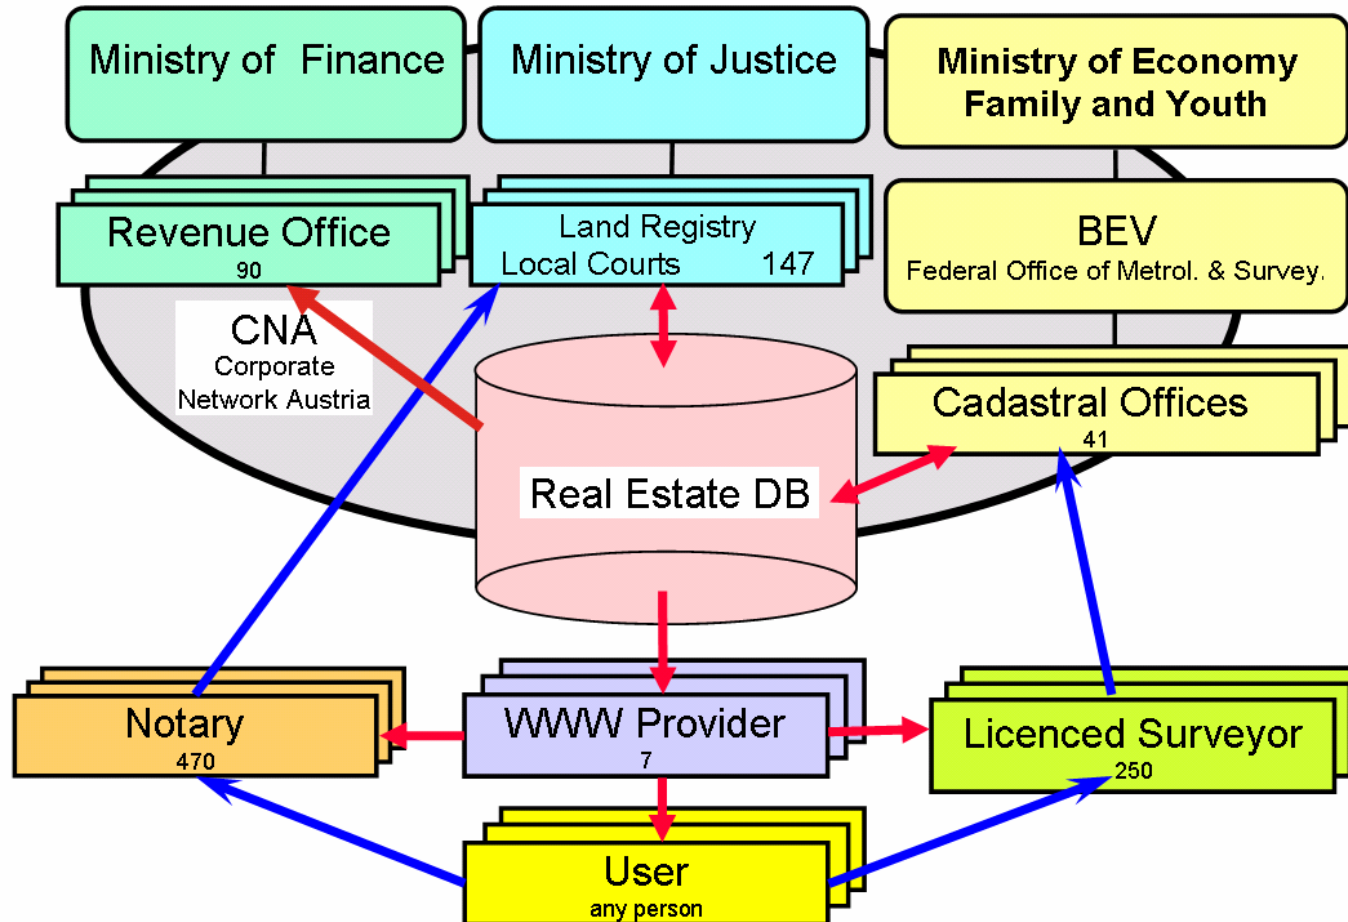 Ministry of Finance
Ministry of Justice
Ministry of Economy
Family and Youth
Revenue Office
90
Land Registry
Local Courts 147
BEV
Federal Office of Metrol. & Survey.
CNA
Corporate
Network Austria
Cadastral Offices
41
Real Estate DB
Notary
470
WWW Provider
7
Licenced Surveyor
250
User
any person